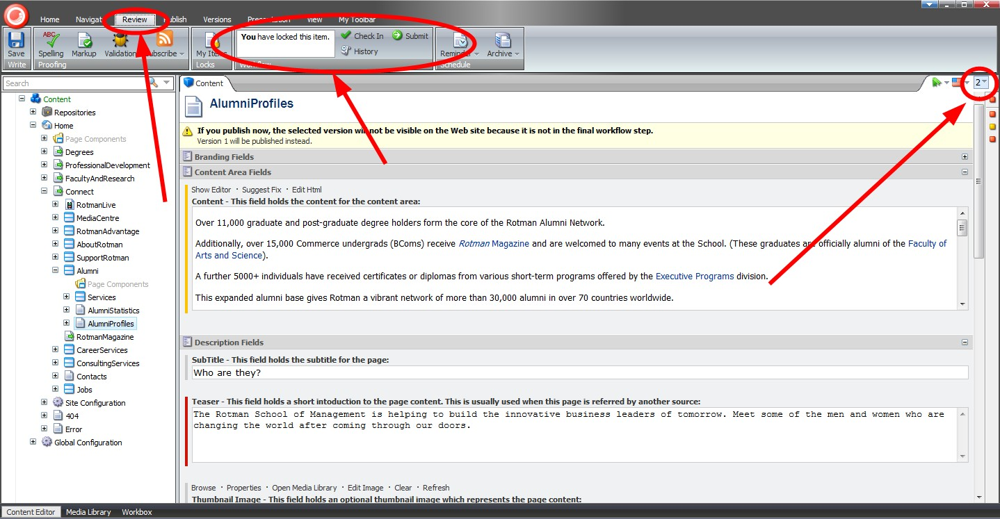 Home Navigat Review Publish Versions Presentation View My Toolbar
ABC
You have locked this item. Check In Submit
Save Spelling Markup Validation Subscribe My Items History Reminder Archive
Write Proofing Locks Workflow Schedule
Search
Content
2
Content
Repositories
Home
Page Components
Degrees
ProfessionalDevelopment
FacultyAndResearch
Connect
RotmanLive
MediaCentre
RotmanAdvantage
AboutRotman
SupportRotman
Alumni
Page Components
Services
AlumniStatistics
AlumniProfiles
RotmanMagazine
CareerServices
ConsultingServices
Contacts
Jobs
Site Configuration
404
Error
Global Configuration
AlumniProfiles
If you publish now, the selected version will not be visible on the Web site because it is not in the final workflow step.
Version 1 will be published instead.
Branding Fields
Content Area Fields
Show Editor · Suggest Fix · Edit Html
Content - This field holds the content for the content area:
Over 11,000 graduate and post-graduate degree holders form the core of the Rotman Alumni Network.
Additionally, over 15,000 Commerce undergrads (BComs) receive Rotman Magazine and are welcomed to many events at the School. (These graduates are officially alumni of the Faculty of
Arts and Science).
A further 5000+ individuals have received certificates or diplomas from various short-term programs offered by the Executive Programs division.
This expanded alumni base gives Rotman a vibrant network of more than 30,000 alumni in over 70 countries worldwide.
Description Fields
SubTitle - This field holds the subtitle for the page:
Who are they?
Teaser - This field holds a short intoduction to the page content. This is usually used when this page is referred by another source:
The Rotman School of Management is helping to build the innovative business leaders of tomorrow. Meet some of the men and women who are
changing the world after coming through our doors.
Browse · Properties · Open Media Library · Edit Image · Clear · Refresh
Thumbnail Image - This field holds an optional thumbnail image which represents the page content:
Content Editor Media Library Workbox